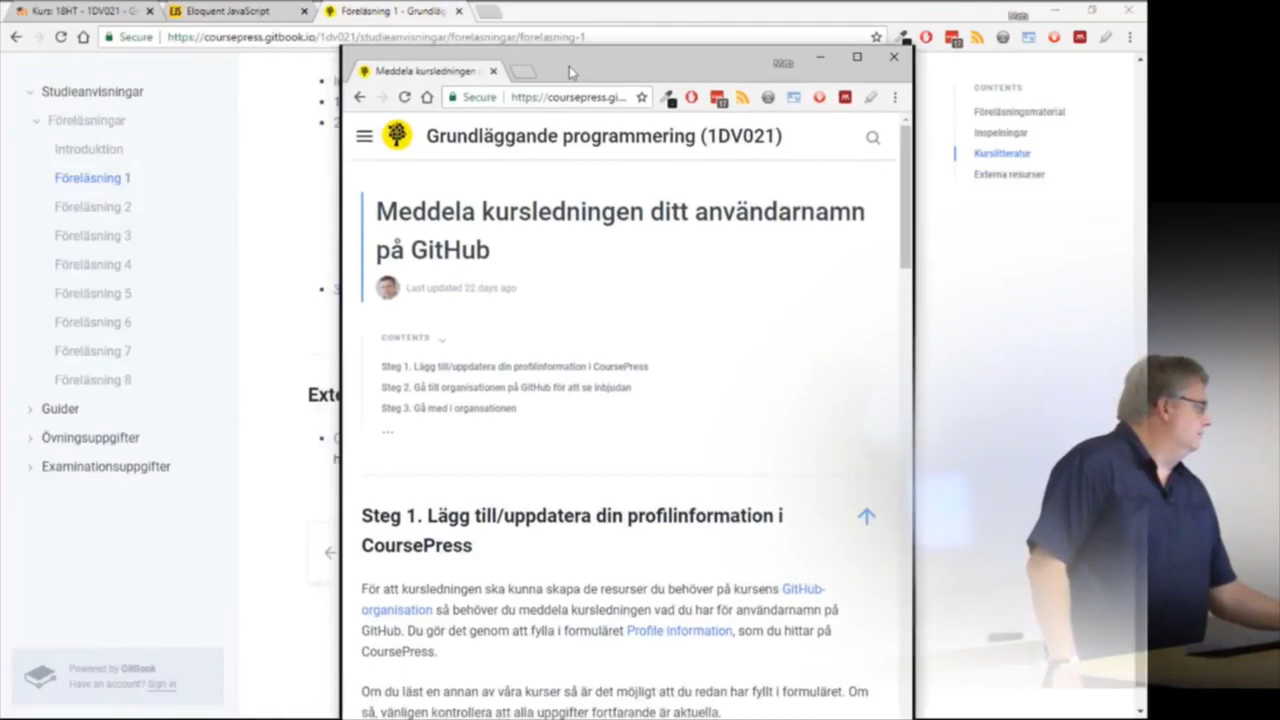 Kurs: 18HT - 1DV021 - G
Eloquent JavaScript
Föreläsning 1 - Grundläg
Secure
https://coursepress.gitbook.io/1dv021/studieanvisningar/forelasningar/forelasning-1
Studieanvisningar
Föreläsningar
Introduktion
Föreläsning 1
Föreläsning 2
Föreläsning 3
Föreläsning 4
Föreläsning 5
Föreläsning 6
Föreläsning 7
Föreläsning 8
Guider
Övningsuppgifter
Examinationsuppgifter
Powered by GitBook
Have an account? Sign in
Exte
Meddela kursledningen
Secure
https://coursepress.gi...
Grundläggande programmering (1DV021)
Meddela kursledningen ditt användarnamn
på GitHub
Last updated 22 days ago
CONTENTS
Steg 1. Lägg till/uppdatera din profilinformation i CoursePress
Steg 2. Gå till organisationen på GitHub för att se inbjudan
Steg 3. Gå med i organsationen
...
Steg 1. Lägg till/uppdatera din profilinformation i
CoursePress
För att kursledningen ska kunna skapa de resurser du behöver på kursens GitHub-
organisation så behöver du meddela kursledningen vad du har för användarnamn på
GitHub. Du gör det genom att fylla i formuläret Profile information, som du hittar på
CoursePress.
Om du läst en annan av våra kurser så är det möjligt att du redan har fyllt i formuläret. Om
så, vänligen kontrollera att alla uppgifter fortfarande är aktuella.
CONTENTS
Föreläsningsmaterial
Inspelningar
Kurslitteratur
Externa resurser